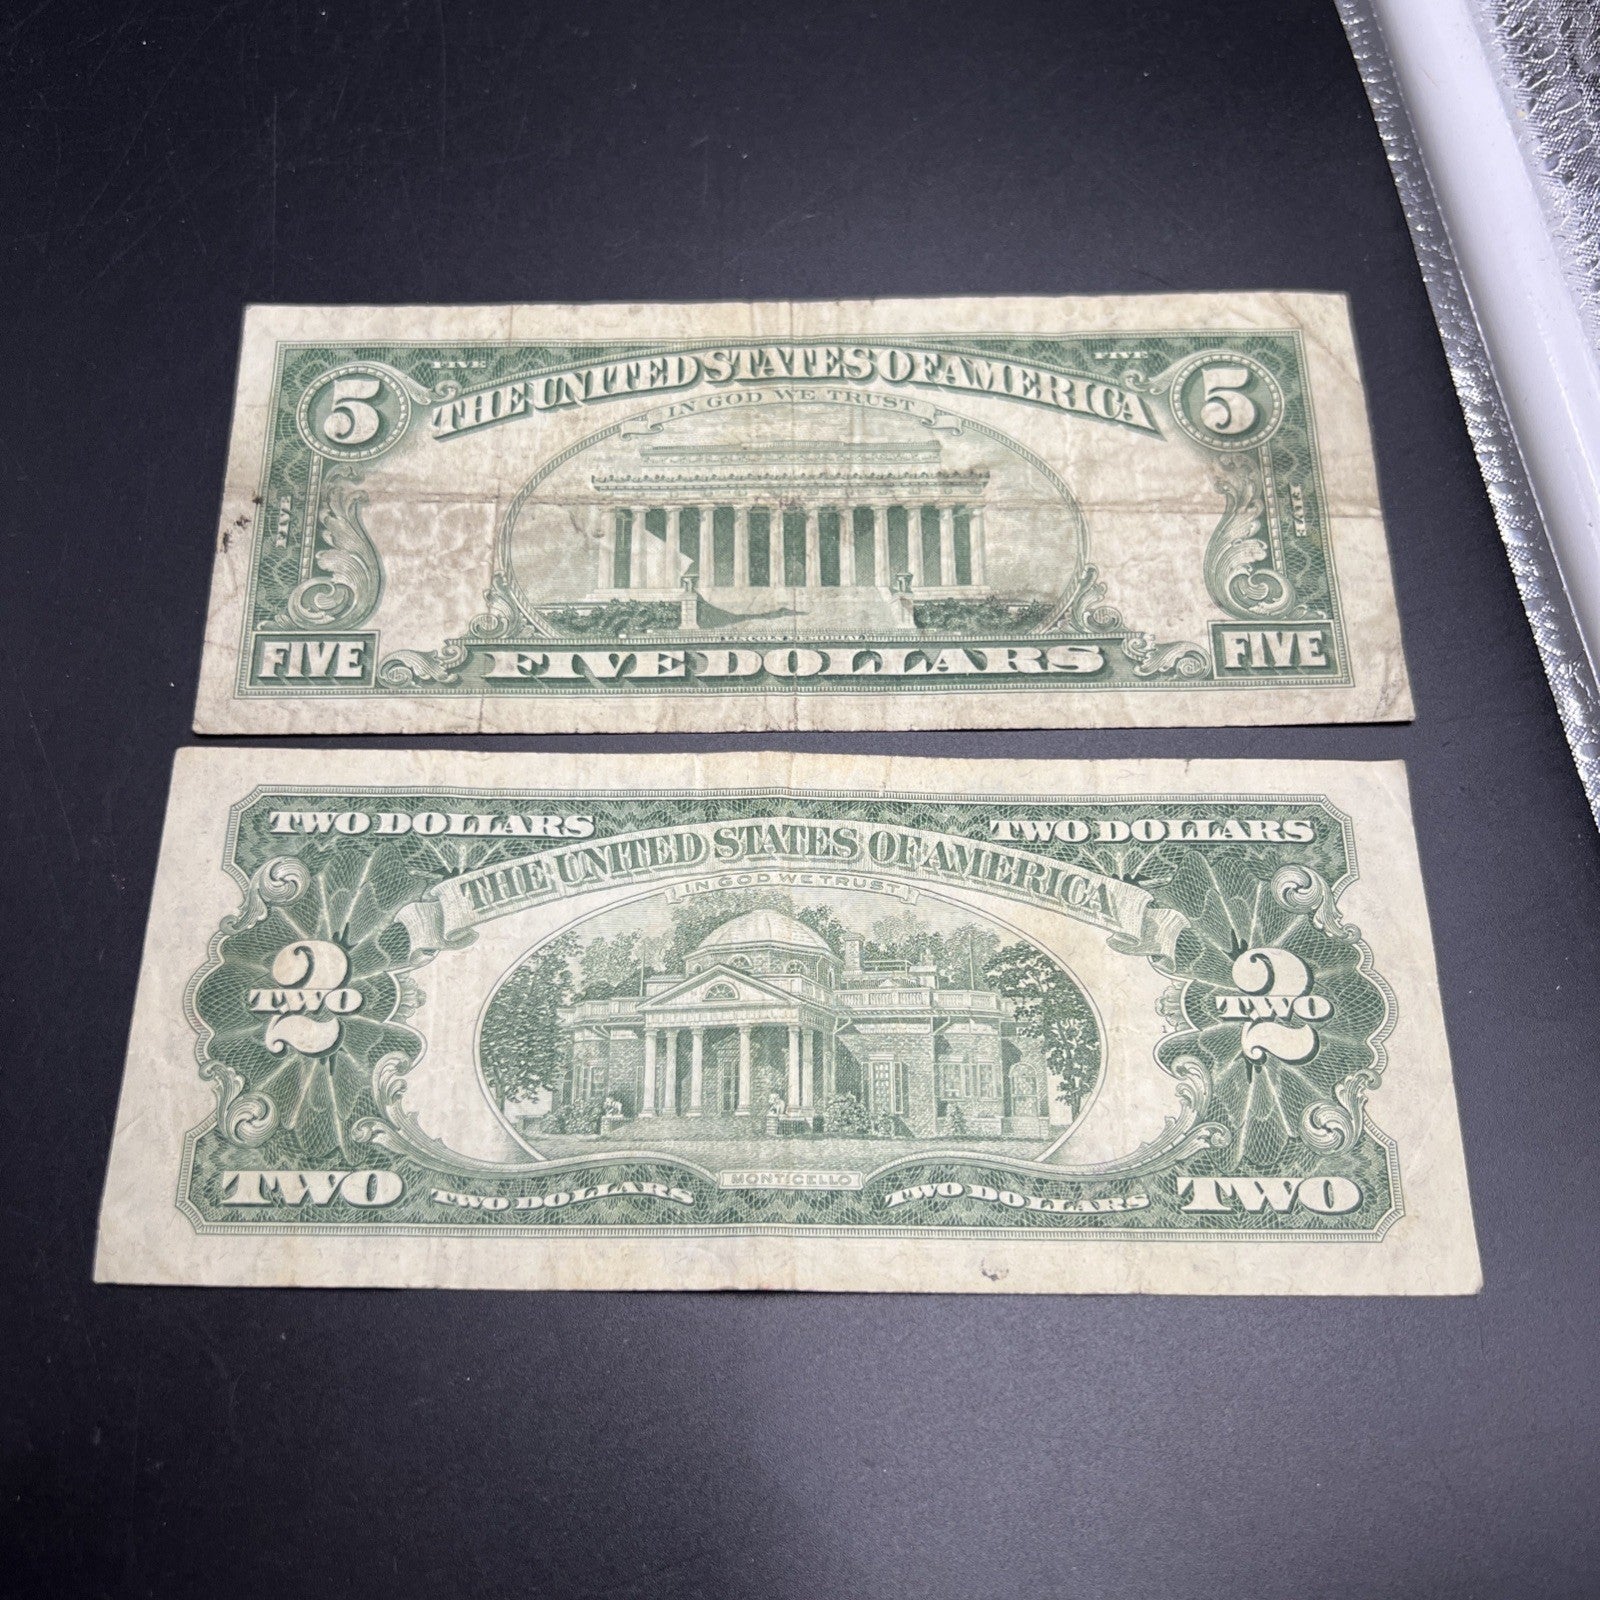 FIVE FIVE
5 THE UNITED STATES OF AMERICA 5
IN GOD WE TRUST
FIVE FIVE
LINCOLN MEMORIAL
FIVE FIVE DOLLARS FIVE
TWO DOLLARS TWO DOLLARS
THE UNITED STATES OF AMERICA
IN GOD WE TRUST
2 TWO 2 TWO
MONTICELLO
TWO TWO DOLLARS TWO DOLLARS TWO